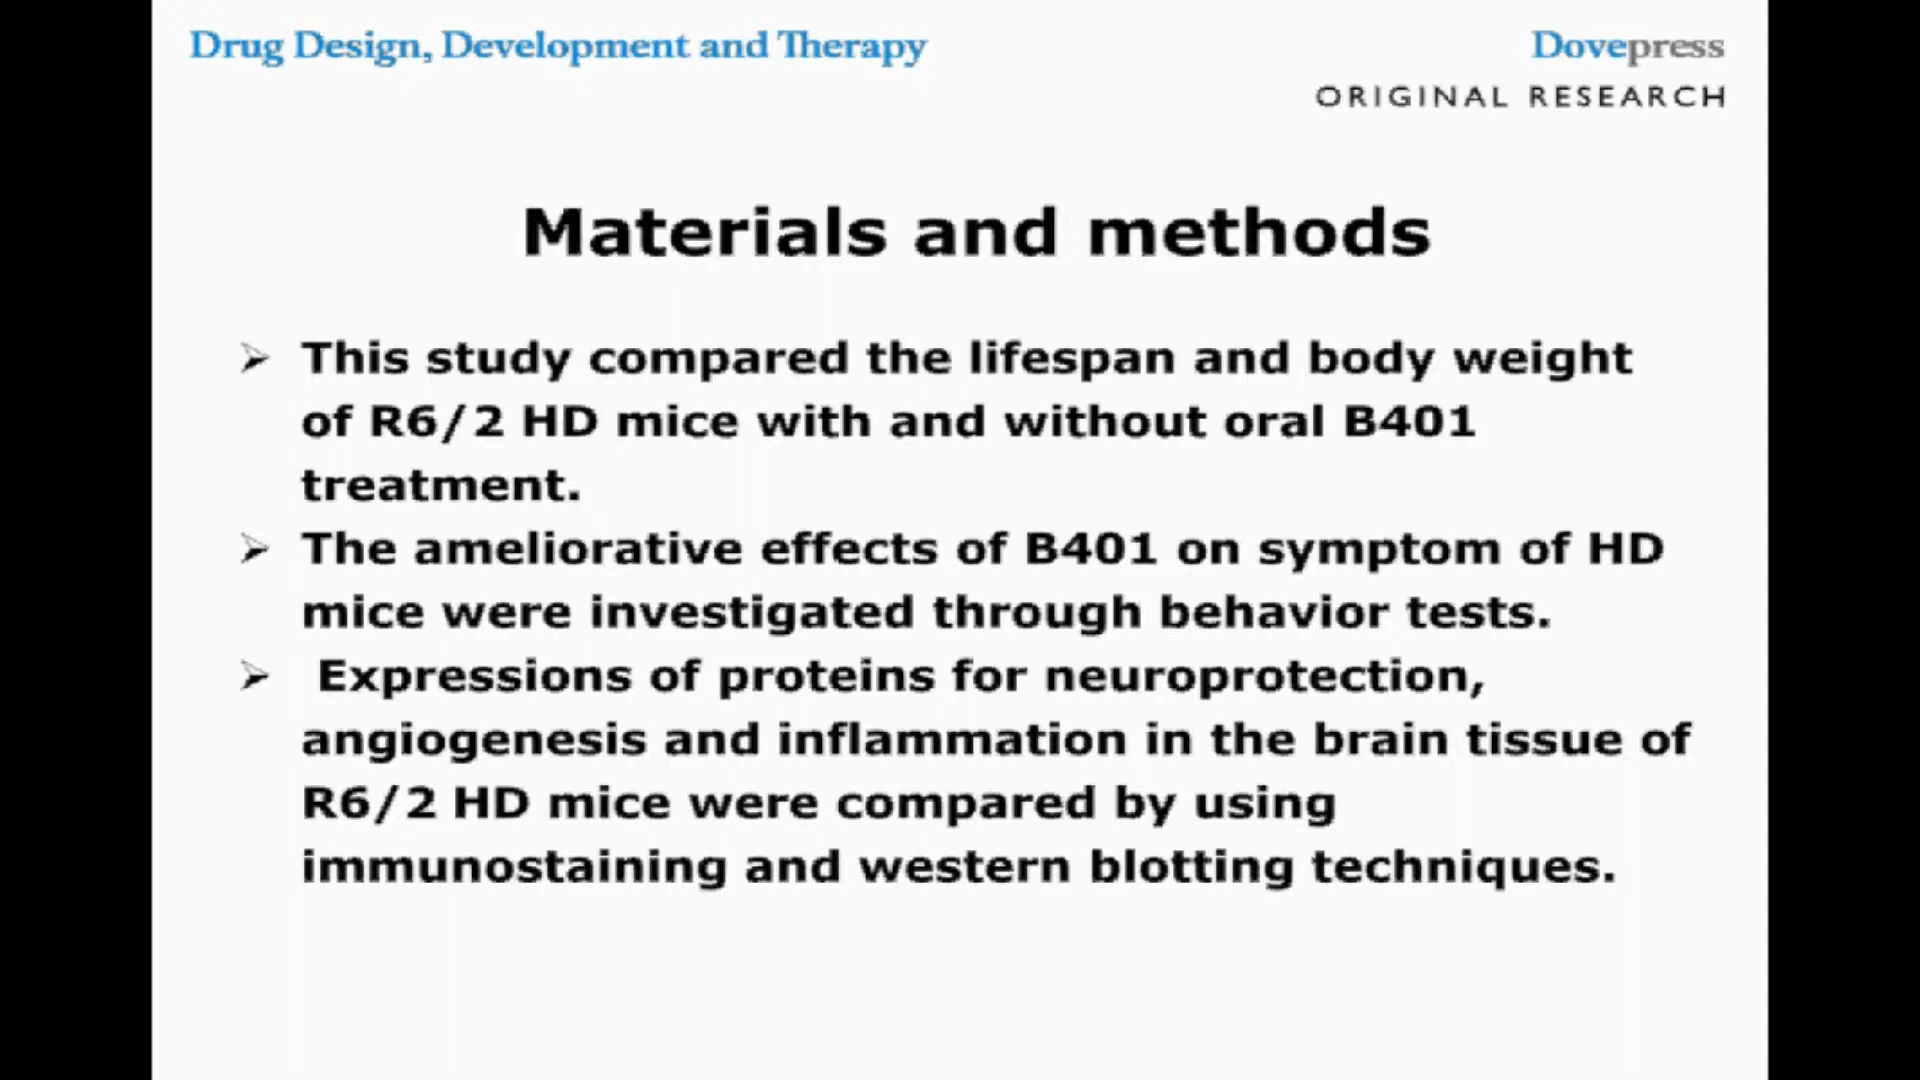 Drug Design, Development and Therapy
Dovepress
ORIGINAL RESEARCH
Materials and methods
➢ This study compared the lifespan and body weight
of R6/2 HD mice with and without oral B401
treatment.
➢ The ameliorative effects of B401 on symptom of HD
mice were investigated through behavior tests.
➢ Expressions of proteins for neuroprotection,
angiogenesis and inflammation in the brain tissue of
R6/2 HD mice were compared by using
immunostaining and western blotting techniques.